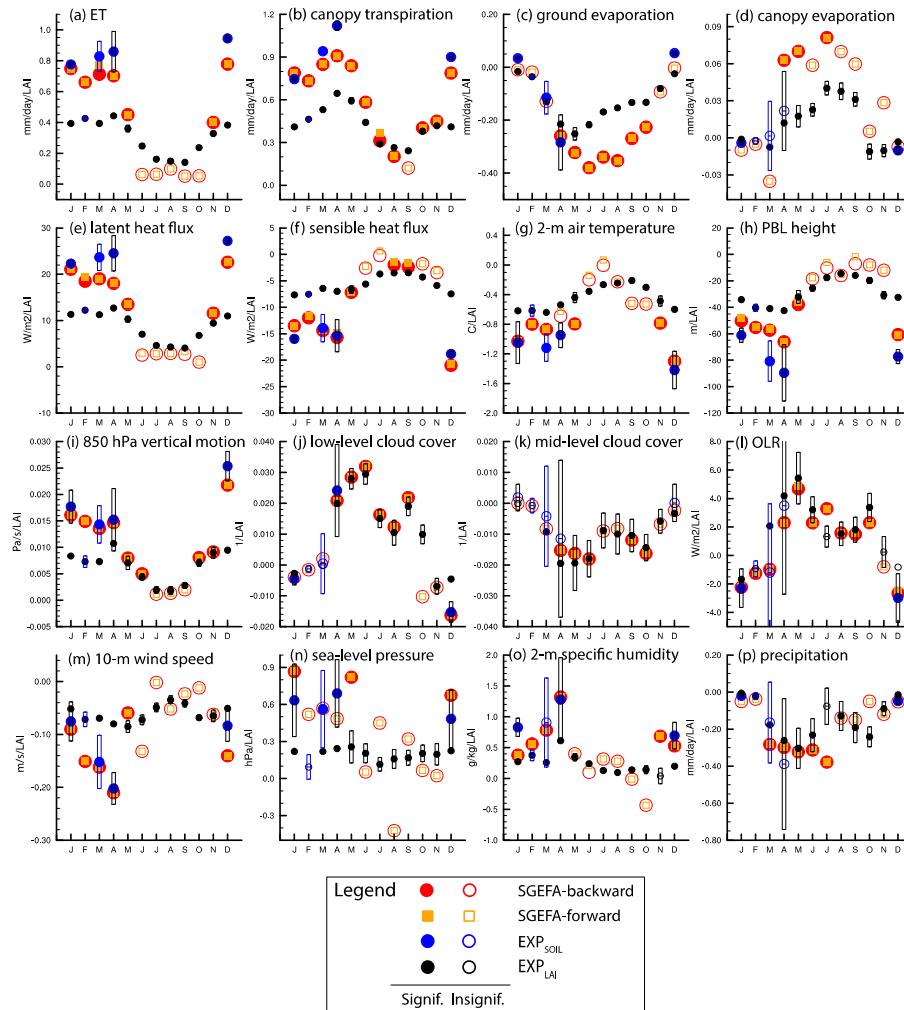 (a) ET
(b) canopy transpiration
(c) ground evaporation
(d) canopy evaporation
mm/day/LAI
1.0
0.8
0.6
0.4
0.2
0.0
J F M A M J J A S O N D
mm/day/LAI
1.2
0.9
0.6
0.3
0.0
J F M A M J J A S O N D
mm/day/LAI
0.20
0.00
−0.20
−0.40
J F M A M J J A S O N D
mm/day/LAI
0.09
0.06
0.03
0.00
−0.03
J F M A M J J A S O N D
(e) latent heat flux
(f) sensible heat flux
(g) 2-m air temperature
(h) PBL height
W/m2/LAI
30
20
10
0
−10
J F M A M J J A S O N D
W/m2/LAI
5
0
−5
−10
−15
−20
−25
−30
J F M A M J J A S O N D
C/LAI
0.4
0.0
−0.4
−0.8
−1.2
−1.6
−2.0
J F M A M J J A S O N D
m/LAI
20
0
−20
−40
−60
−80
−100
−120
J F M A M J J A S O N D
(i) 850 hPa vertical motion
(j) low-level cloud cover
(k) mid-level cloud cover
(l) OLR
Pa/s/LAI
0.030
0.025
0.020
0.015
0.010
0.005
0.000
−0.005
J F M A M J J A S O N D
1/LAI
0.040
0.020
0.000
−0.020
J F M A M J J A S O N D
1/LAI
0.020
0.010
0.000
−0.010
−0.020
−0.030
−0.040
J F M A M J J A S O N D
W/m2/LAI
8.0
6.0
4.0
2.0
0.0
−2.0
−4.0
J F M A M J J A S O N D
(m) 10-m wind speed
(n) sea-level pressure
(o) 2-m specific humidity
(p) precipitation
m/s/LAI
0.00
−0.10
−0.20
−0.30
J F M A M J J A S O N D
hPa/LAI
0.9
0.6
0.3
0.0
−0.3
J F M A M J J A S O N D
g/kg/LAI
2.0
1.5
1.0
0.5
0.0
−0.5
−1.0
J F M A M J J A S O N D
mm/day/LAI
0.20
0.00
−0.20
−0.40
−0.60
−0.80
J F M A M J J A S O N D
Legend
SGEFA-backward
SGEFA-forward
EXP SOIL
EXP LAI
Signif. Insignif.